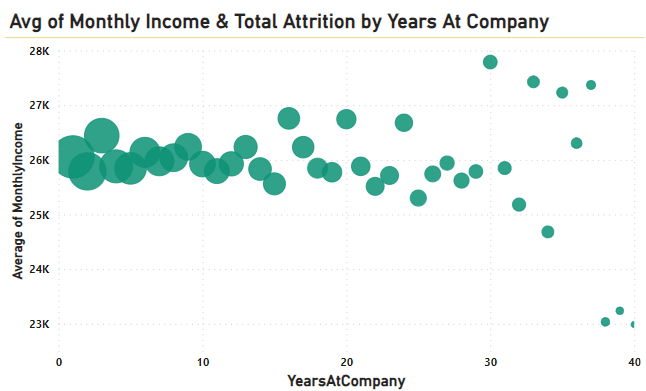 Avg of Monthly Income & Total Attrition by Years At Company
28K
27K
26K
25K
24K
23K
Average of MonthlyIncome
0 10 20 30 40
YearsAtCompany